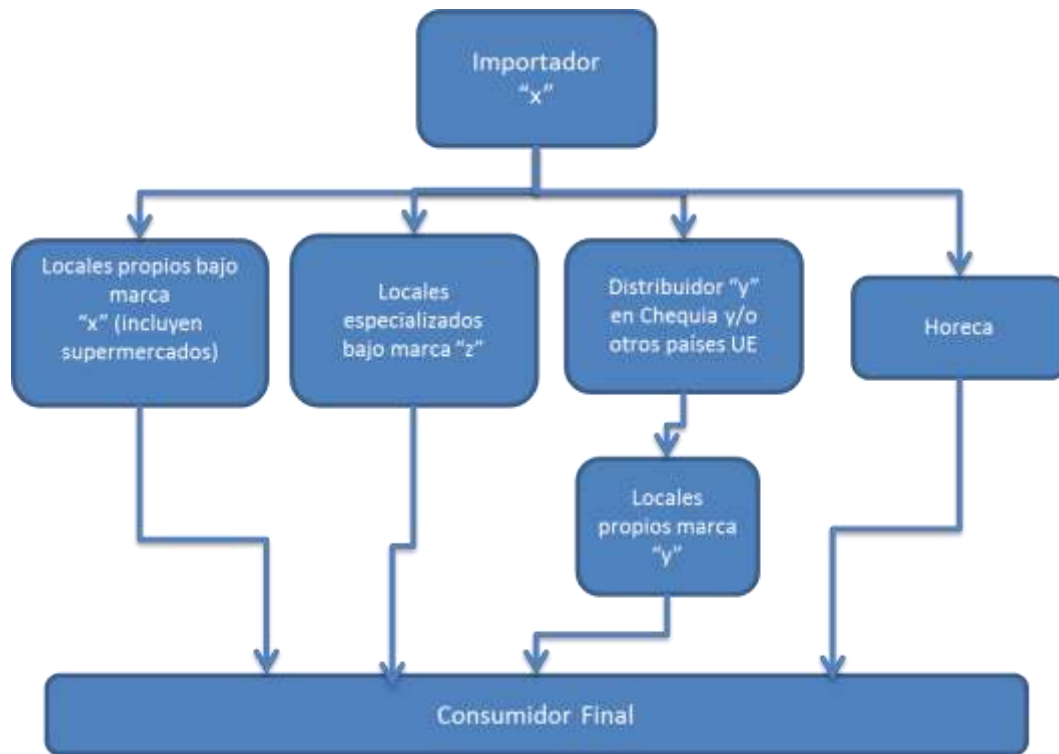 Importador
“x”
Locales propios bajo
marca
“x” (incluyen
supermercados)
Locales
especializados
bajo marca “z”
Distribuidor “y”
en Chequia y/o
otros países UE
Horeca
Locales
propios marca
“y”
Consumidor Final